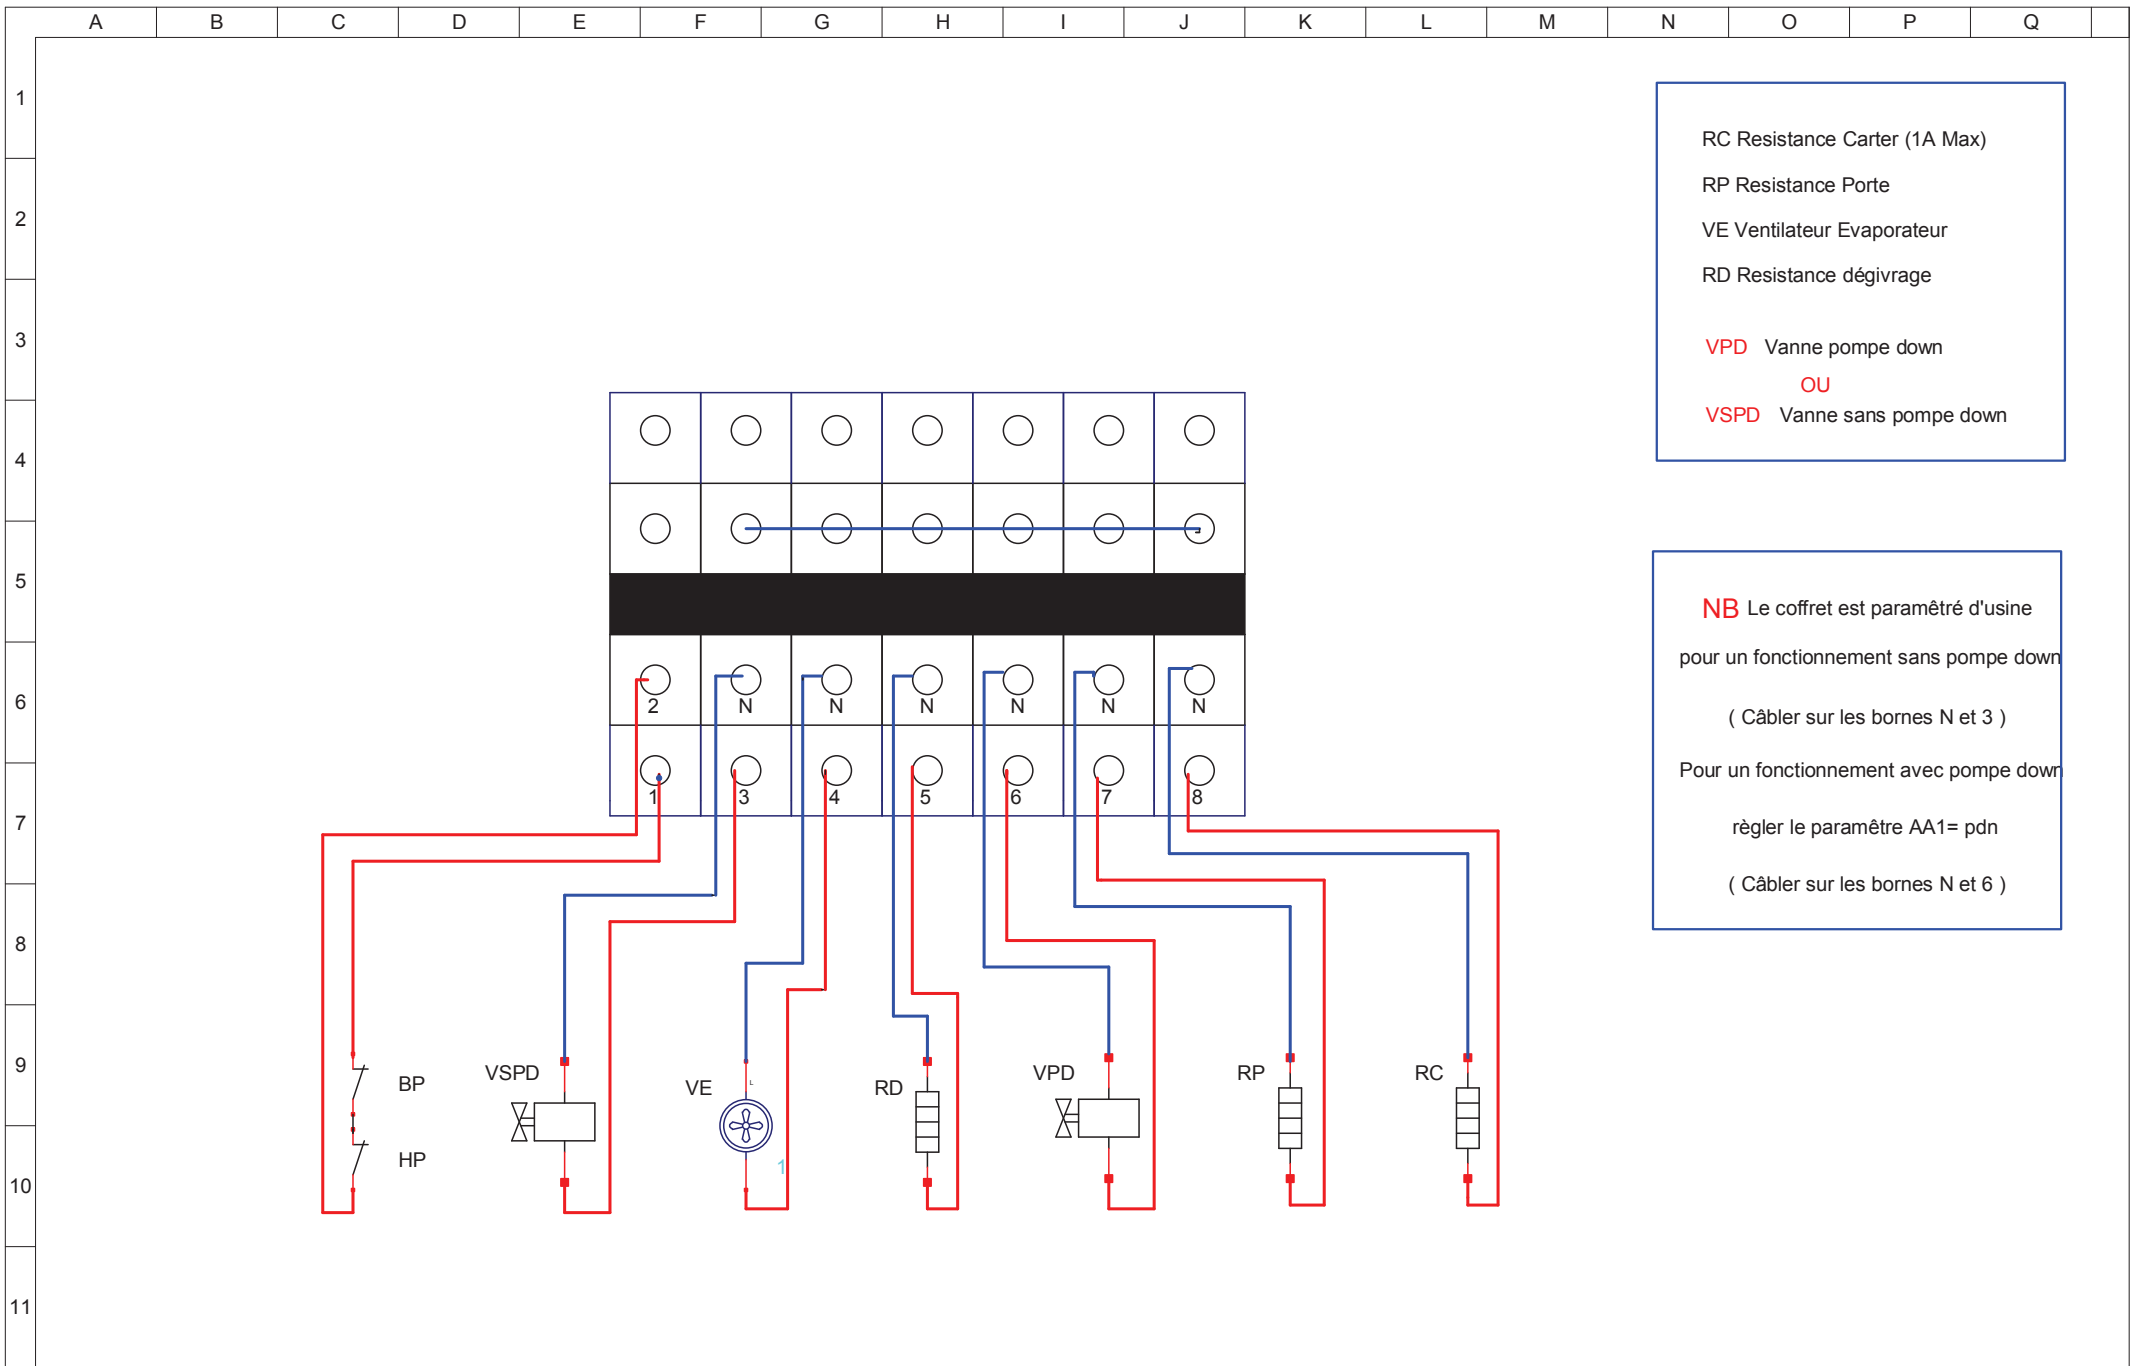 A B C D E F G H I J K L M N O P Q
1
2
3
4
5
6
7
8
9
10
11
RC Resistance Carter (1A Max)
RP Resistance Porte
VE Ventilateur Evaporateur
RD Resistance dégivrage
VPD Vanne pompe down
OU
VSPD Vanne sans pompe down
NB Le coffret est paramêtré d'usine
pour un fonctionnement sans pompe down
( Câbler sur les bornes N et 3 )
Pour un fonctionnement avec pompe down
règler le paramêtre AA1= pdn
( Câbler sur les bornes N et 6 )
2 N N N N N N
1 3 4 5 6 7 8
BP
HP
VSPD
VE
L
1
RD
VPD
RP
RC